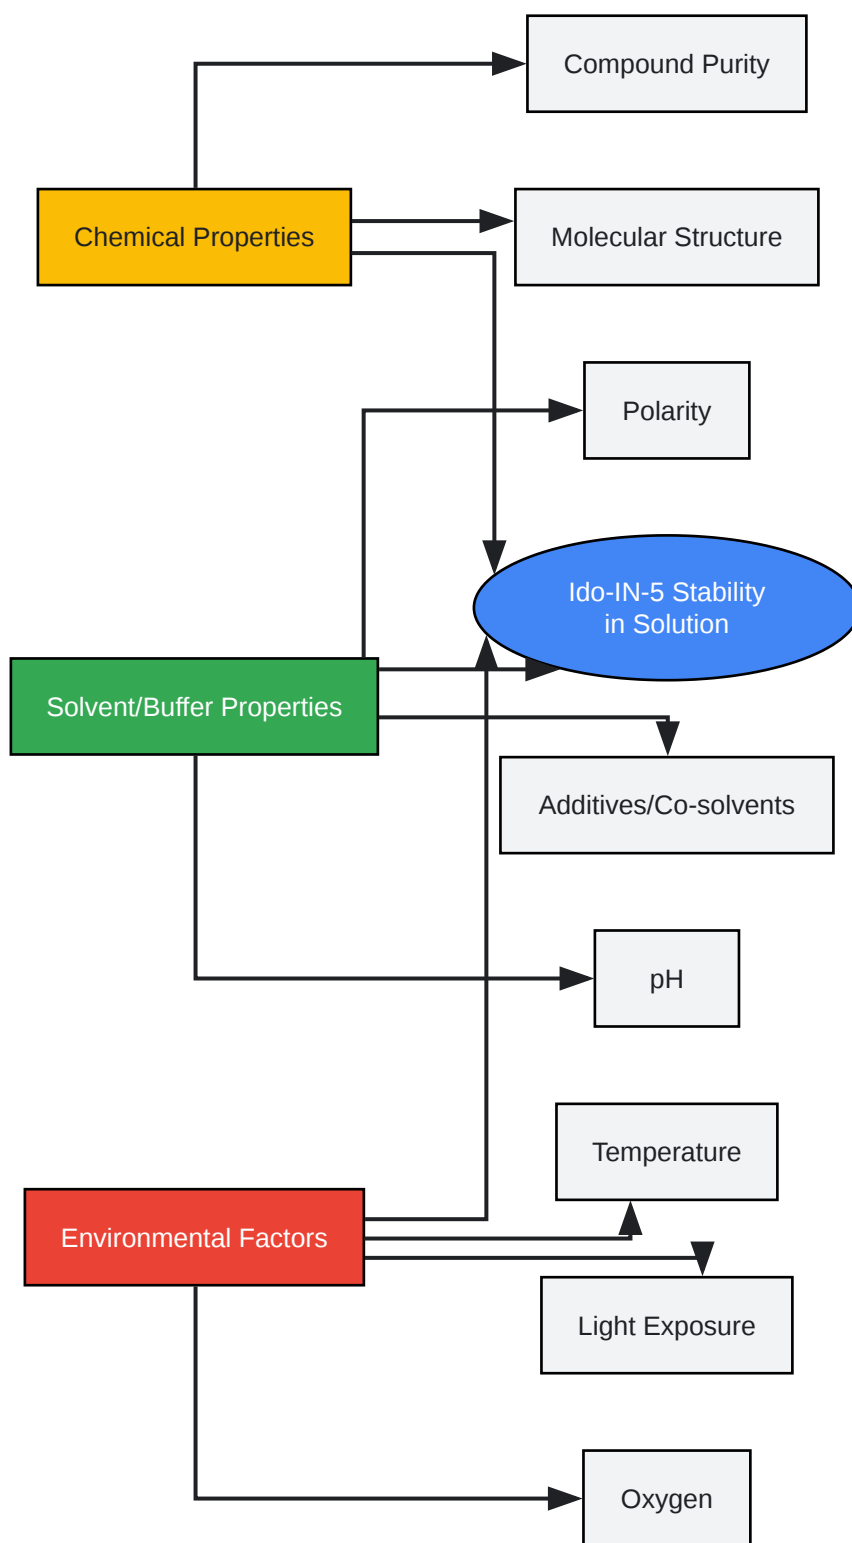 Compound Purity
Chemical Properties
Molecular Structure
Polarity
Ido-IN-5 Stability
in Solution
Solvent/Buffer Properties
Additives/Co-solvents
pH
Temperature
Environmental Factors
Light Exposure
Oxygen